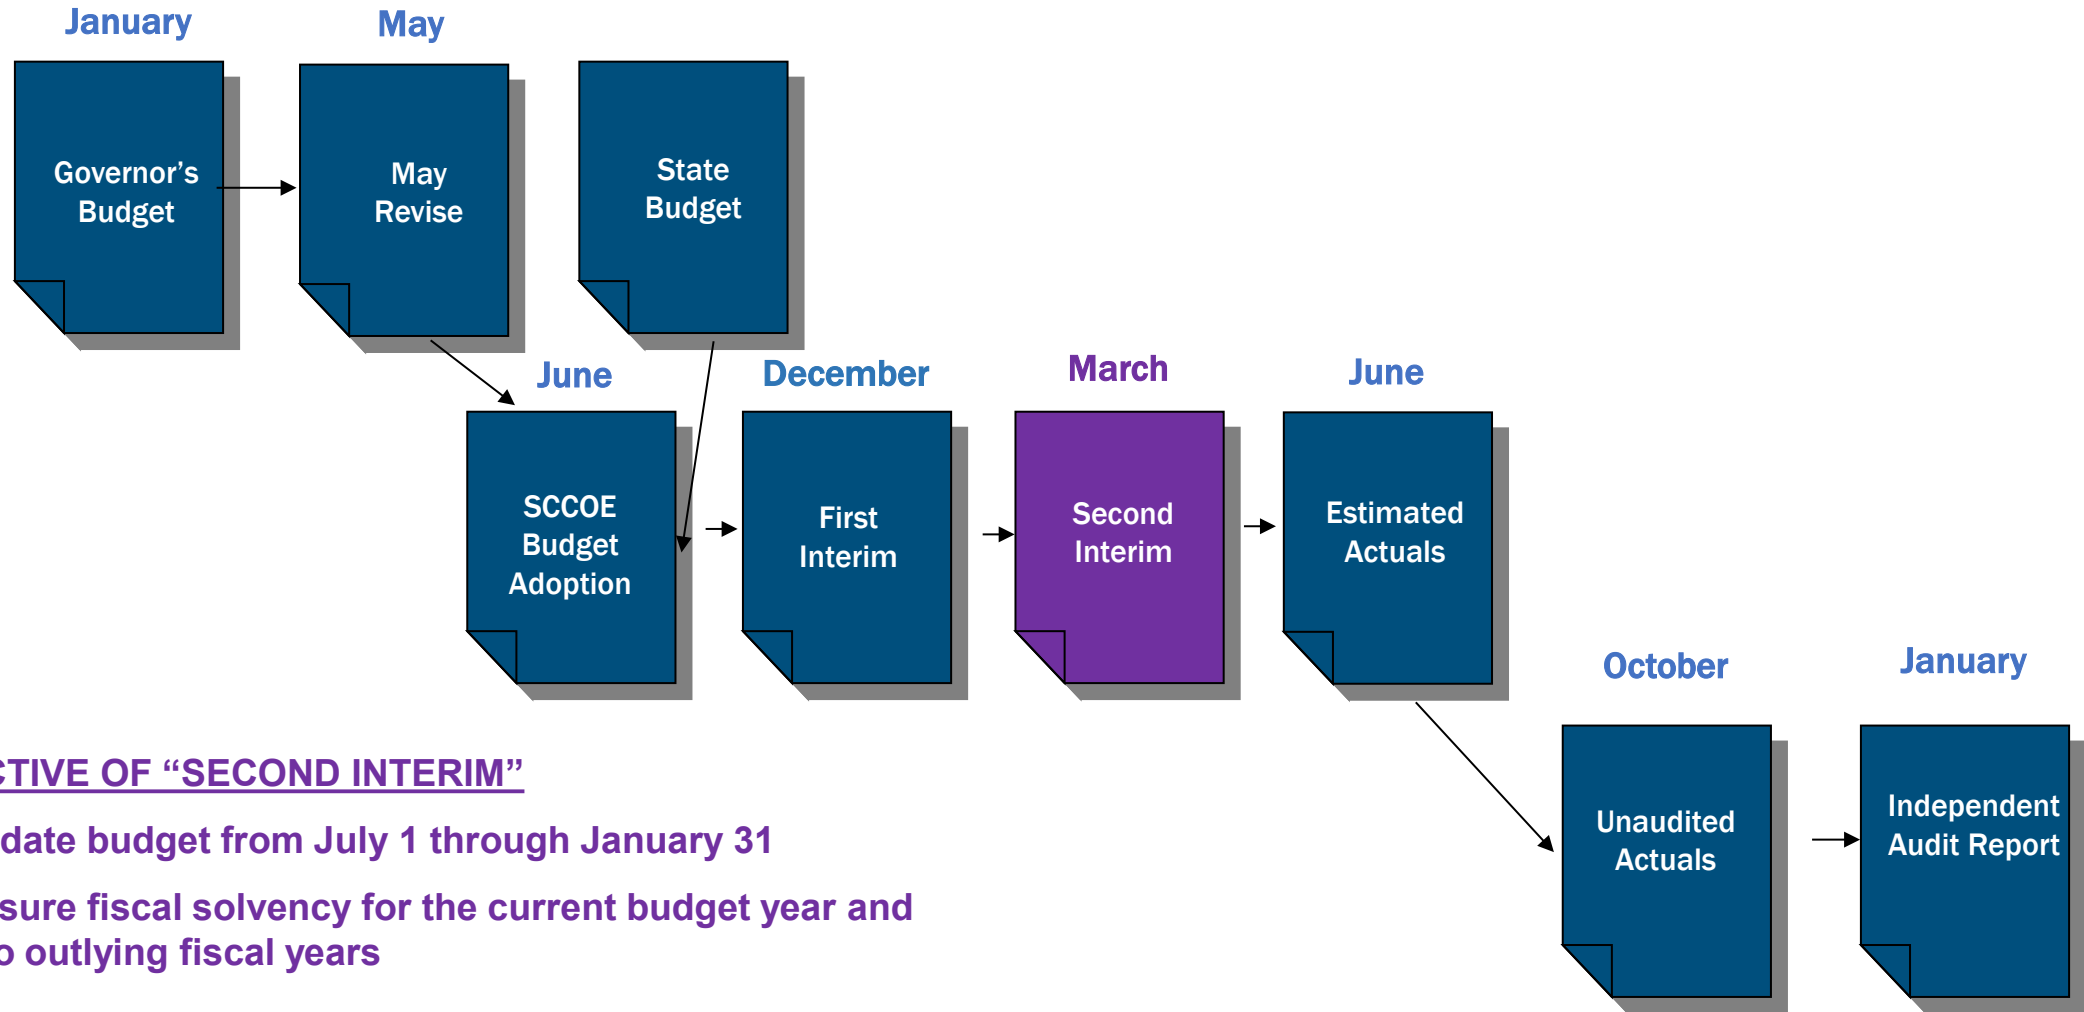 January
May
Governor's
Budget
May
Revise
State
Budget
June
December
March
June
SCCOE
Budget
Adoption
First
Interim
Second
Interim
Estimated
Actuals
October
January
Unaudited
Actuals
Independent
Audit Report
CTIVE OF “SECOND INTERIM”
date budget from July 1 through January 31
sure fiscal solvency for the current budget year and
o outlying fiscal years